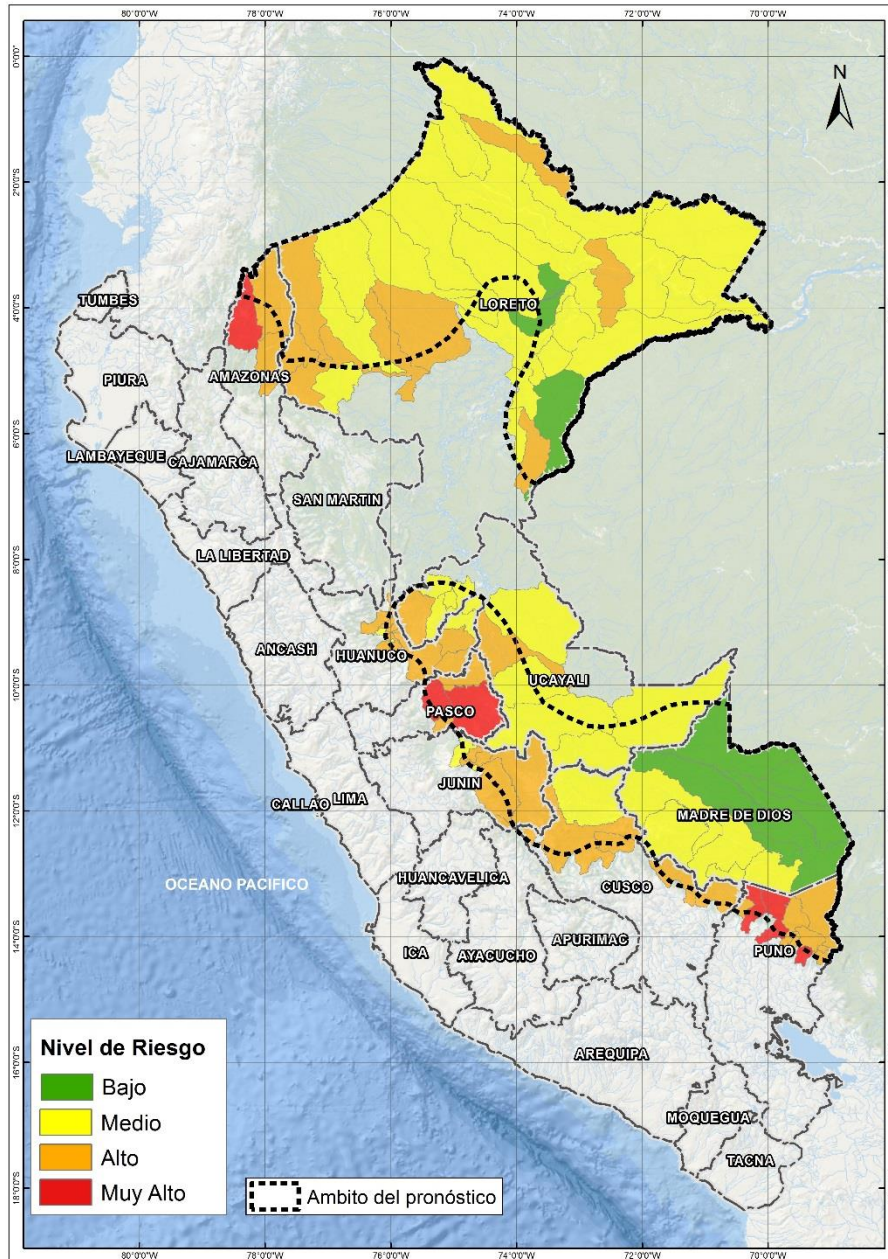 80°0'0"W 78°0'0"W 76°0'0"W 74°0'0"W 72°0'0"W 70°0'0"W
0°0'0"
2°0'0"S
4°0'0"S
6°0'0"S
8°0'0"S
10°0'0"S
12°0'0"S
14°0'0"S
16°0'0"S
18°0'0"S
N
LORETO
TUMBES
AMAZONAS
PIURA
LAMBAYEQUE
CAJAMARCA
SAN MARTIN
LA LIBERTAD
ANCASH
HUANUCO
UCAYALI
PASCO
JUNIN
LIMA
CALLAO
MADRE DE DIOS
OCEANO PACIFICO
HUANCAVELICA
CUSCO
ICA
AYACUCHO
APURIMAC
PUNO
AREQUIPA
MOQUEGUA
TACNA
Nivel de Riesgo
Bajo
Medio
Alto
Muy Alto
Ambito del pronóstico
80°0'0"W 78°0'0"W 76°0'0"W 74°0'0"W 72°0'0"W 70°0'0"W